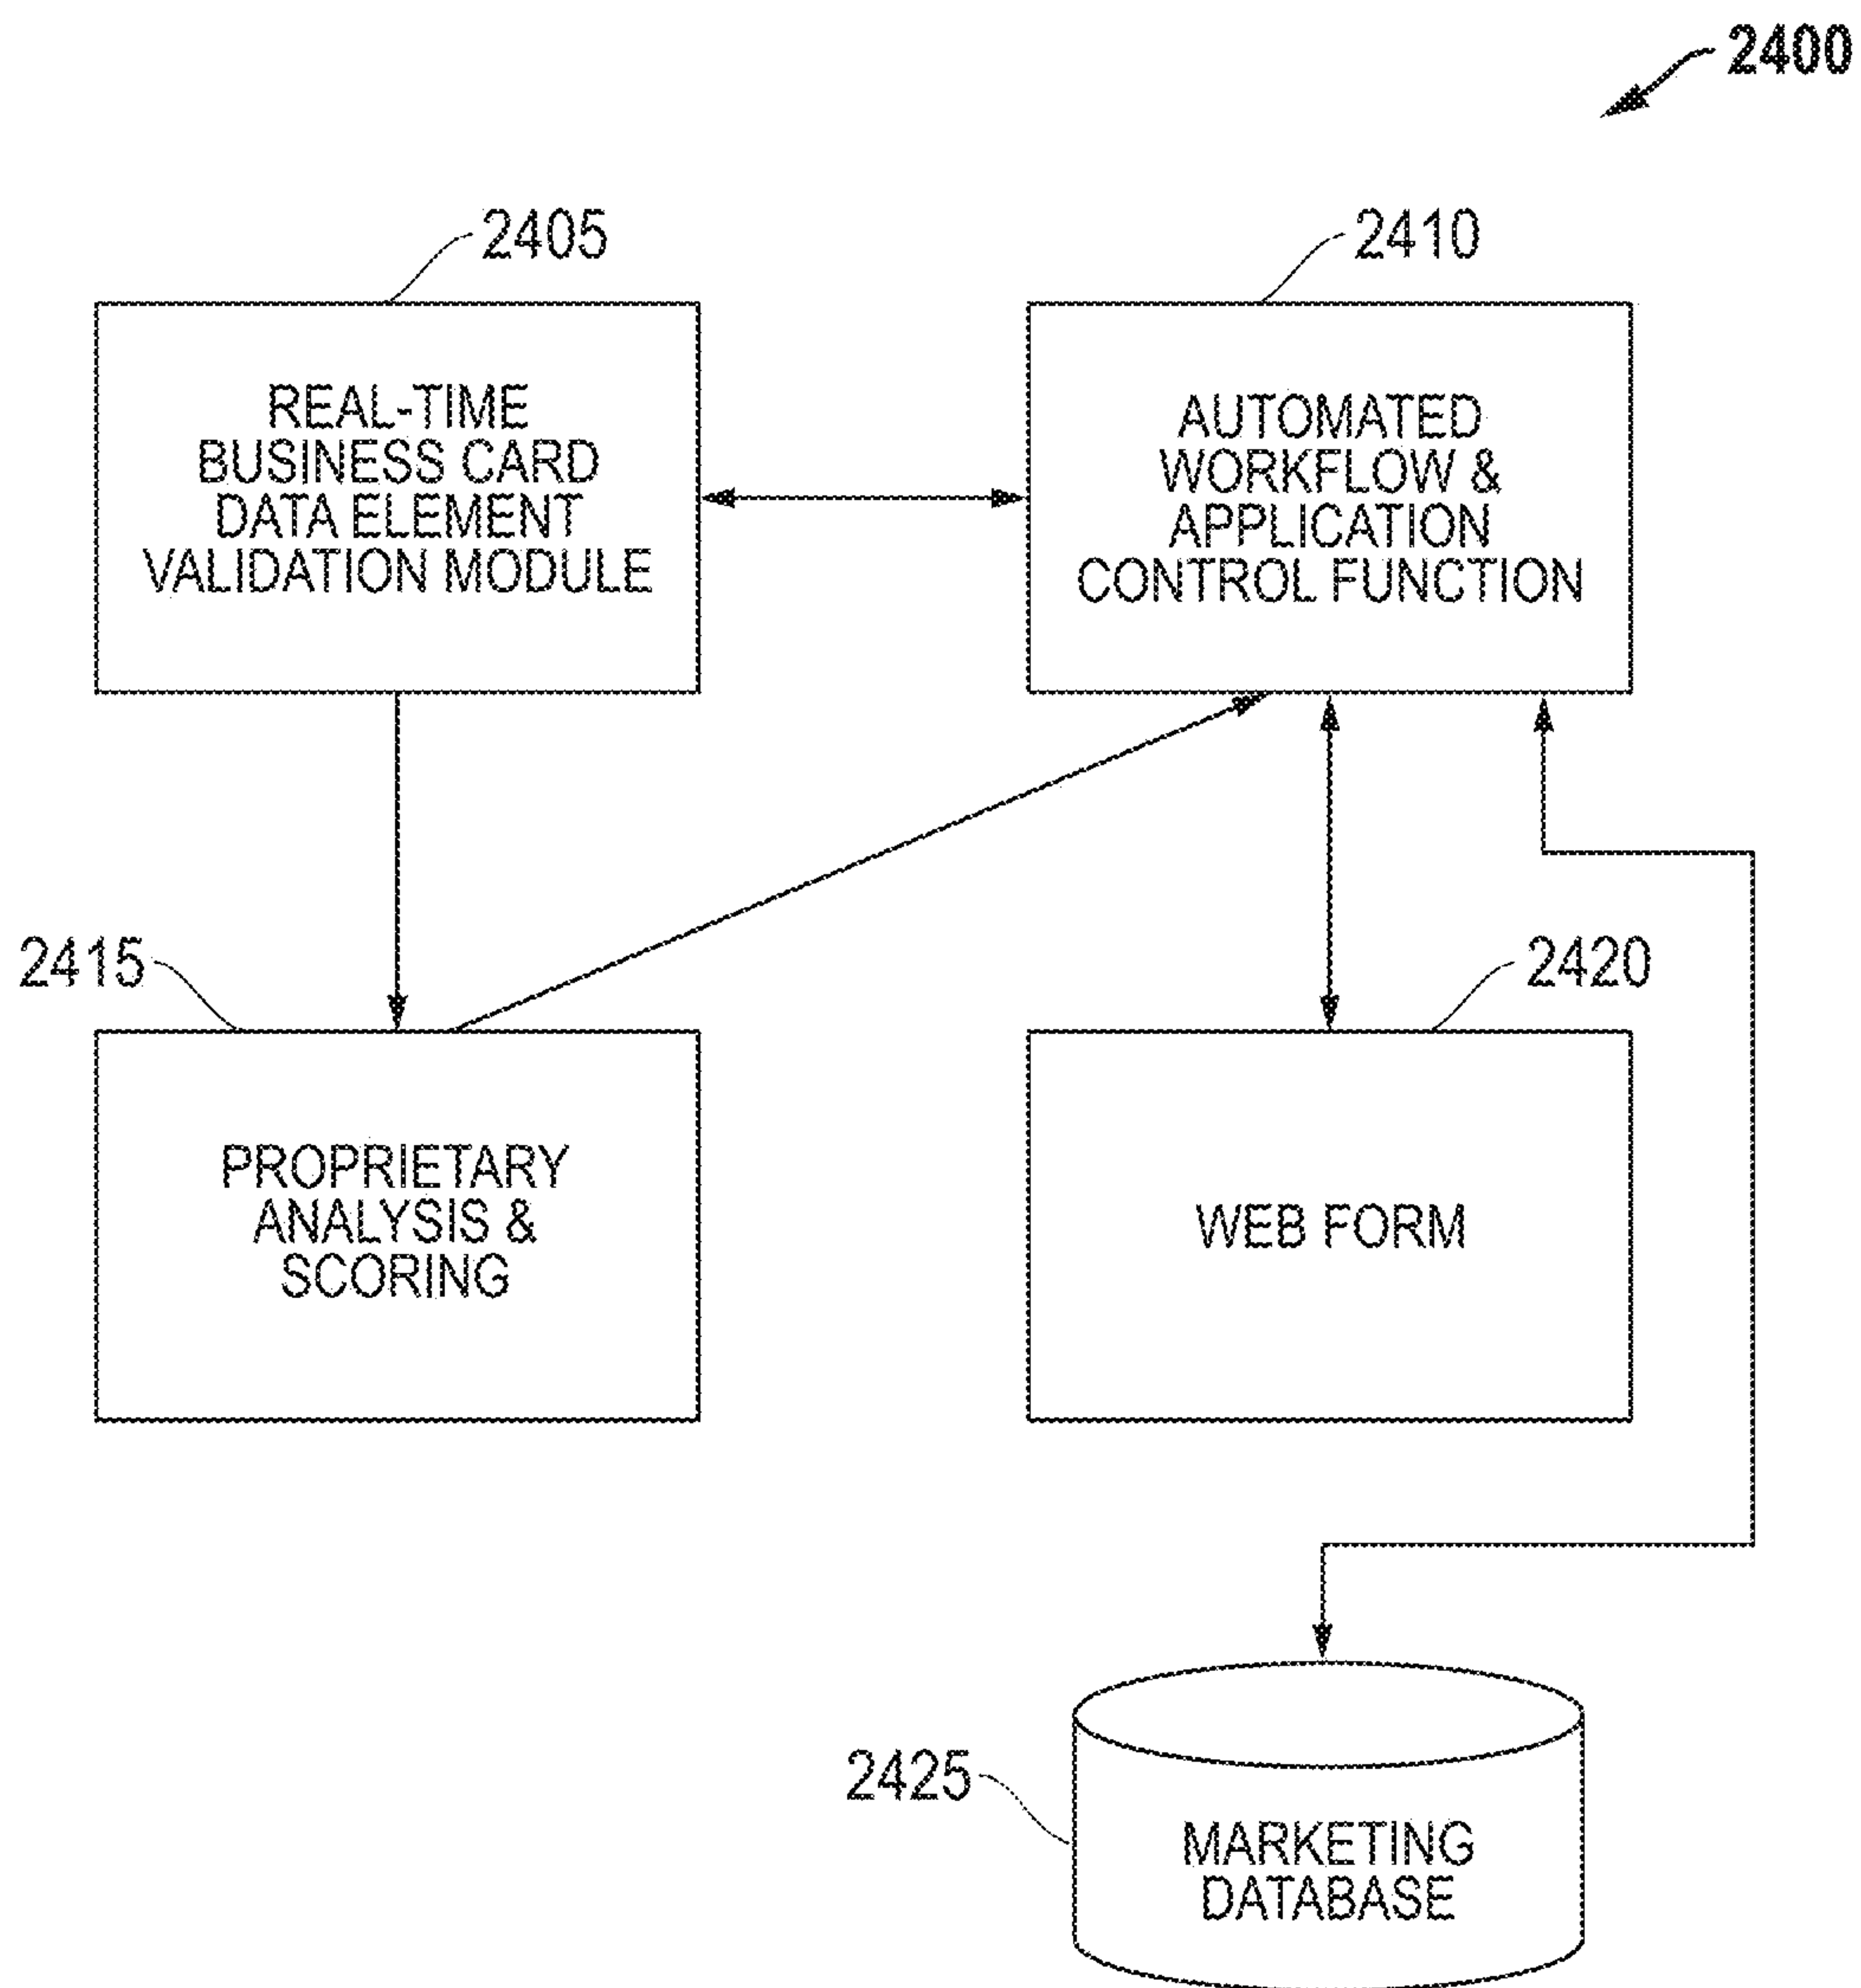 2400
2405
2410
REAL-TIME
BUSINESS CARD
DATA ELEMENT
VALIDATION MODULE
AUTOMATED
WORKFLOW &
APPLICATION
CONTROL FUNCTION
2415
2420
PROPRIETARY
ANALYSIS &
SCORING
WEB FORM
2425
MARKETING
DATABASE